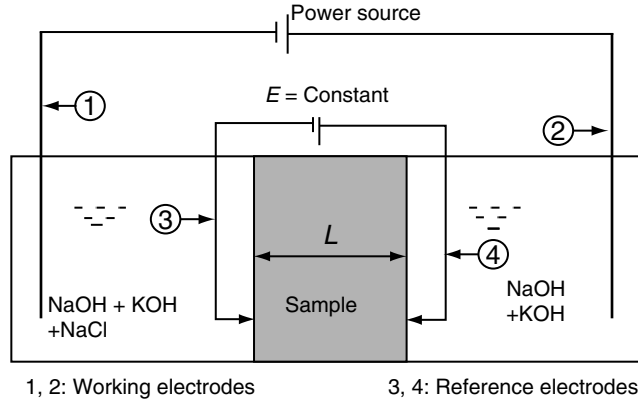 Power source
1
E = Constant
2
3
L
4
NaOH + KOH
+NaCl
Sample
NaOH
+KOH
1, 2: Working electrodes
3, 4: Reference electrodes